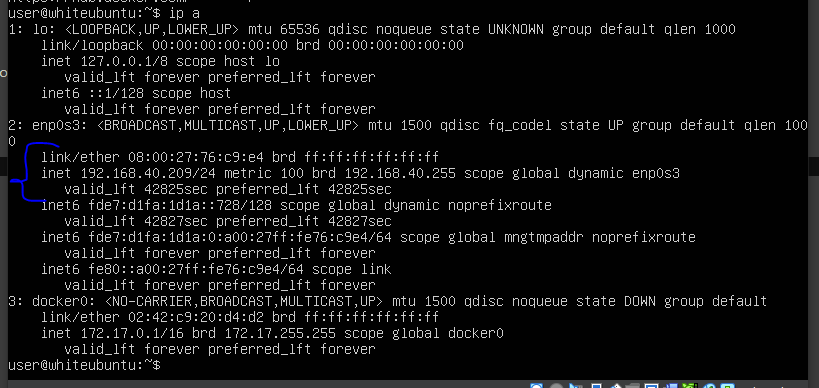 user@whiteubuntu:~$ ip a
1: lo: <LOOPBACK,UP,LOWER_UP> mtu 65536 qdisc noqueue state UNKNOWN group default qlen 1000
link/loopback 00:00:00:00:00:00 brd 00:00:00:00:00:00
inet 127.0.0.1/8 scope host lo
valid_lft forever preferred_lft forever
inet6 ::1/128 scope host
valid_lft forever preferred_lft forever
2: enp0s3: <BROADCAST,MULTICAST,UP,LOWER_UP> mtu 1500 qdisc fq_codel state UP group default qlen 100
0
link/ether 08:00:27:76:c9:e4 brd ff:ff:ff:ff:ff:ff
inet 192.168.40.209/24 metric 100 brd 192.168.40.255 scope global dynamic enp0s3
valid_lft 42825sec preferred_lft 42825sec
inet6 fde7:d1fa:1d1a::728/128 scope global dynamic noprefixroute
valid_lft 42827sec preferred_lft 42827sec
inet6 fde7:d1fa:1d1a:0:a00:27ff:fe76:c9e4/64 scope global mngtmpaddr noprefixroute
valid_lft forever preferred_lft forever
inet6 fe80::a00:27ff:fe76:c9e4/64 scope link
valid_lft forever preferred_lft forever
3: docker0: <NO-CARRIER,BROADCAST,MULTICAST,UP> mtu 1500 qdisc noqueue state DOWN group default
link/ether 02:42:c9:20:d4:d2 brd ff:ff:ff:ff:ff:ff
inet 172.17.0.1/16 brd 172.17.255.255 scope global docker0
valid_lft forever preferred_lft forever
user@whiteubuntu:~$